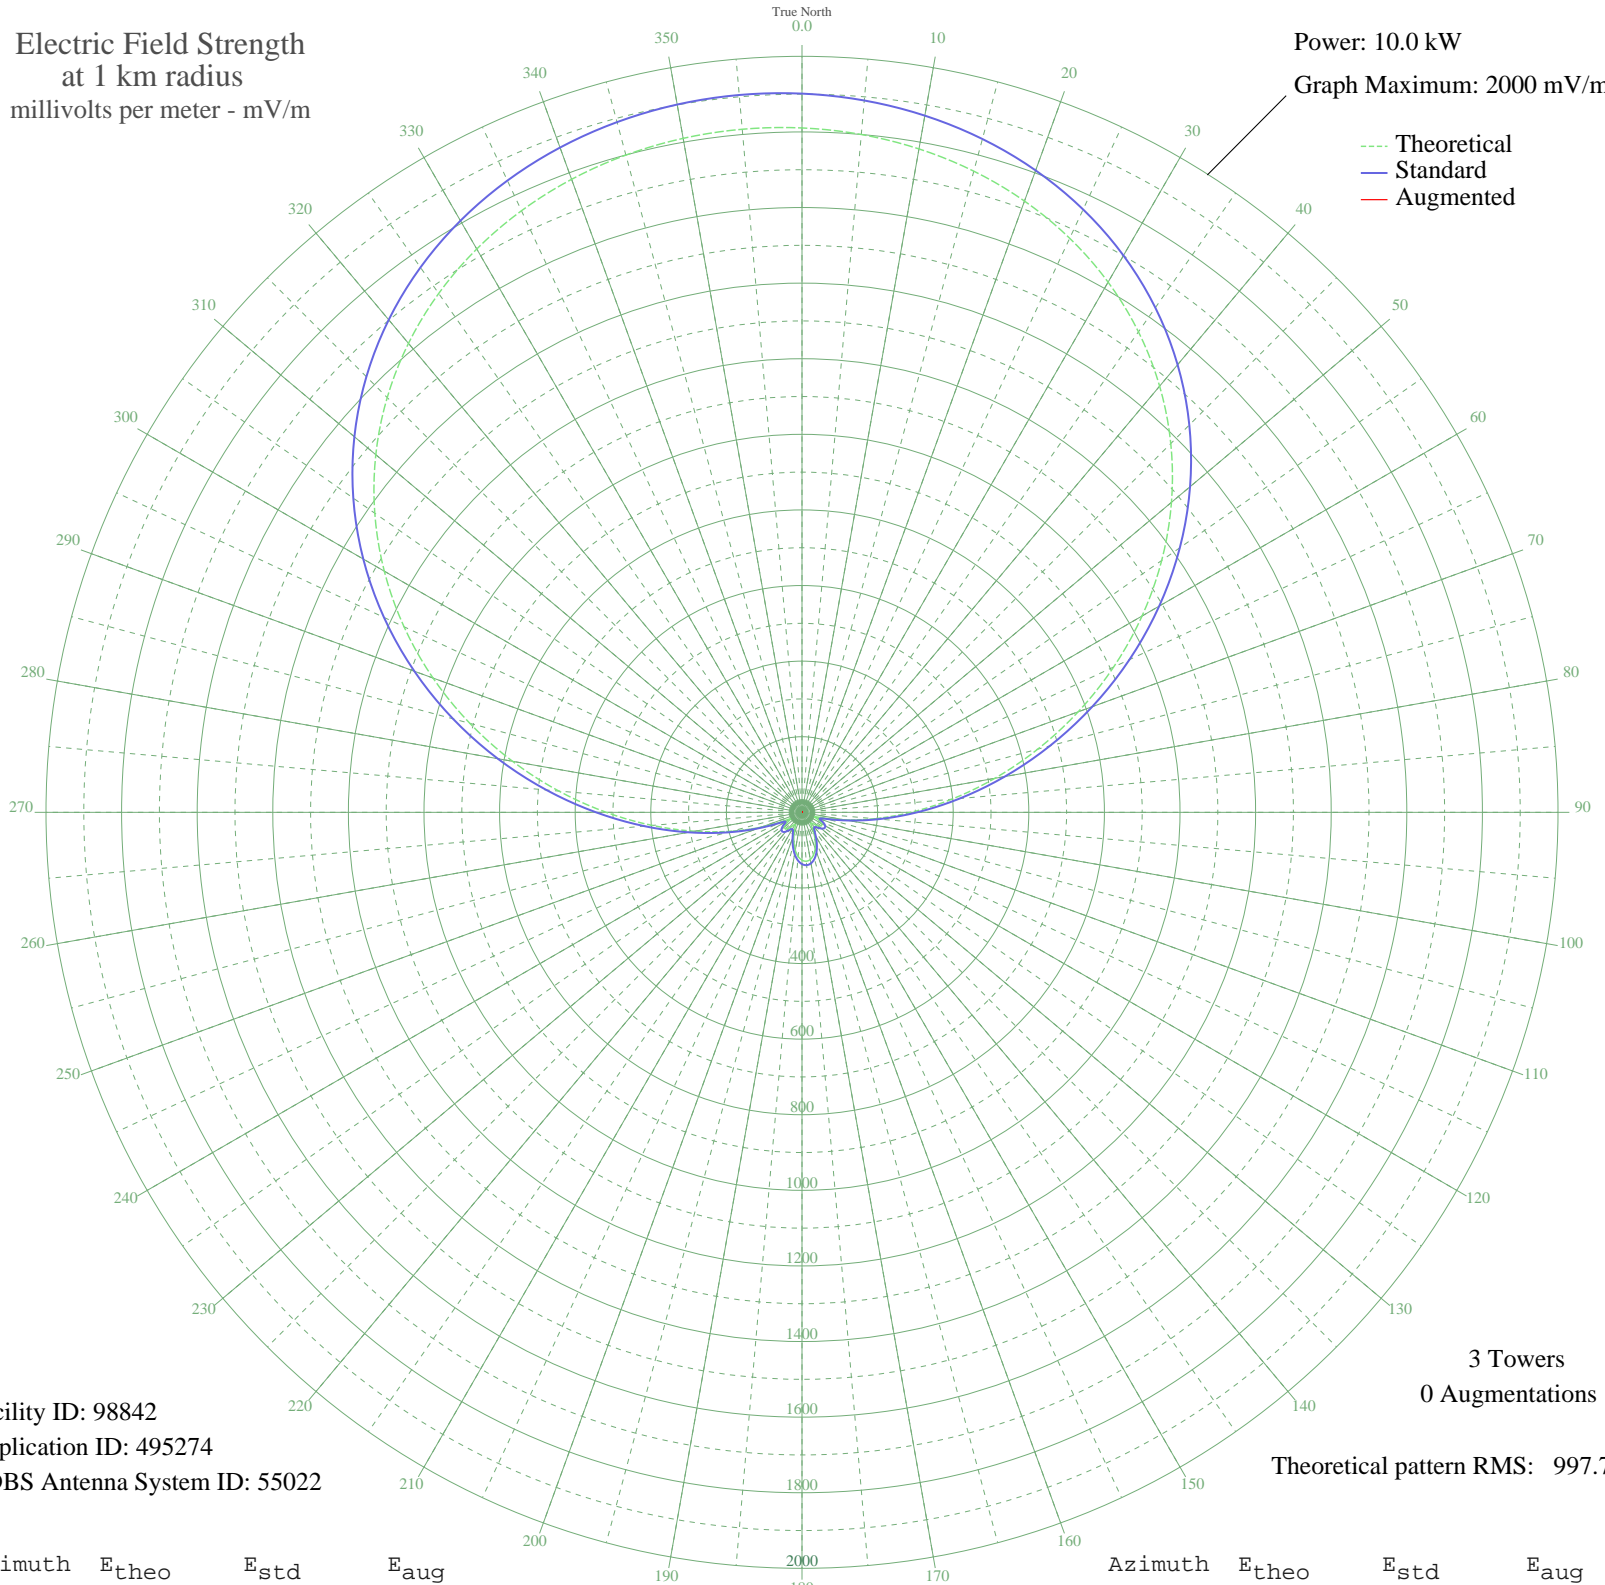 True North
0.0
Electric Field Strength
at 1 km radius
millivolts per meter - mV/m
Power: 10.0 kW
Graph Maximum: 2000 mV/m
Theoretical
Standard
Augmented
350
10
340
20
330
30
320
40
310
50
300
60
290
70
280
80
270
90
260
100
250
110
240
120
230
130
220
140
210
150
200
160
190
170
180
400
600
800
1000
1200
1400
1600
1800
2000
3 Towers
0 Augmentations
cility ID: 98842
plication ID: 495274
DBS Antenna System ID: 55022
Theoretical pattern RMS: 997.7
imuth Etheo Estd Eaug
Azimuth Etheo Estd Eaug